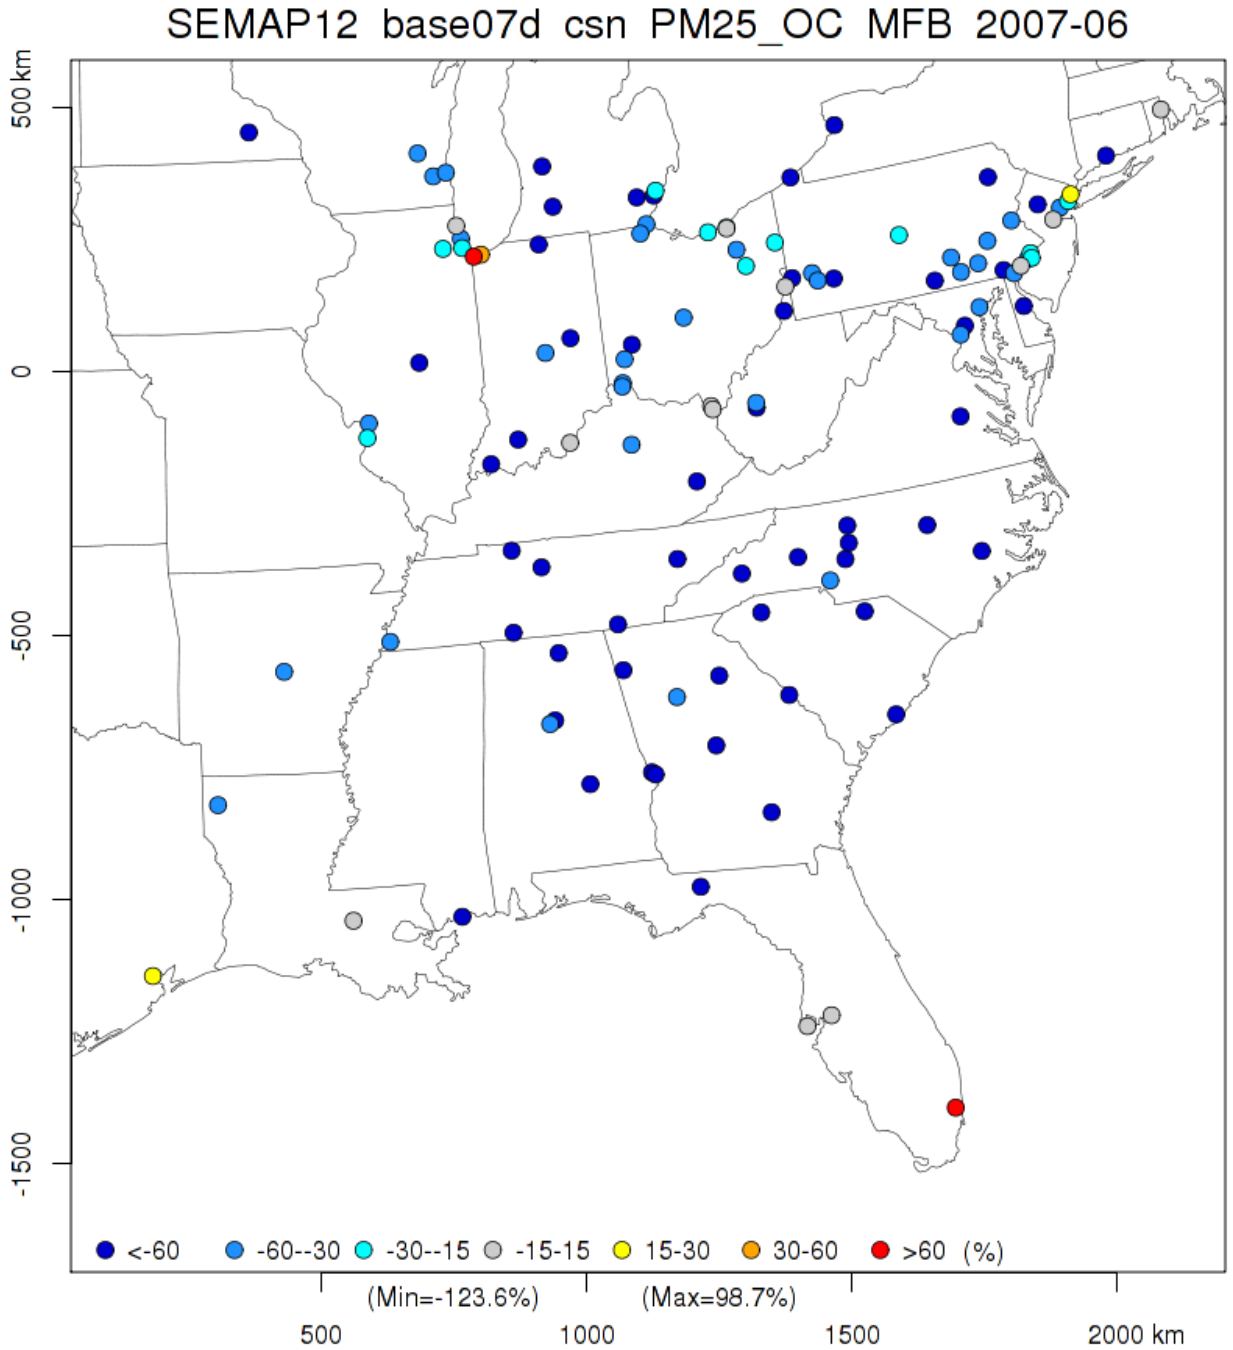 SEMAP12 base07d csn PM25_OC MFB 2007-06
500 km
0
-500
-1000
-1500
<-60 -60--30 -30--15 -15-15 15-30 30-60 >60 (%)
(Min=-123.6%) (Max=98.7%)
500 1000 1500 2000 km